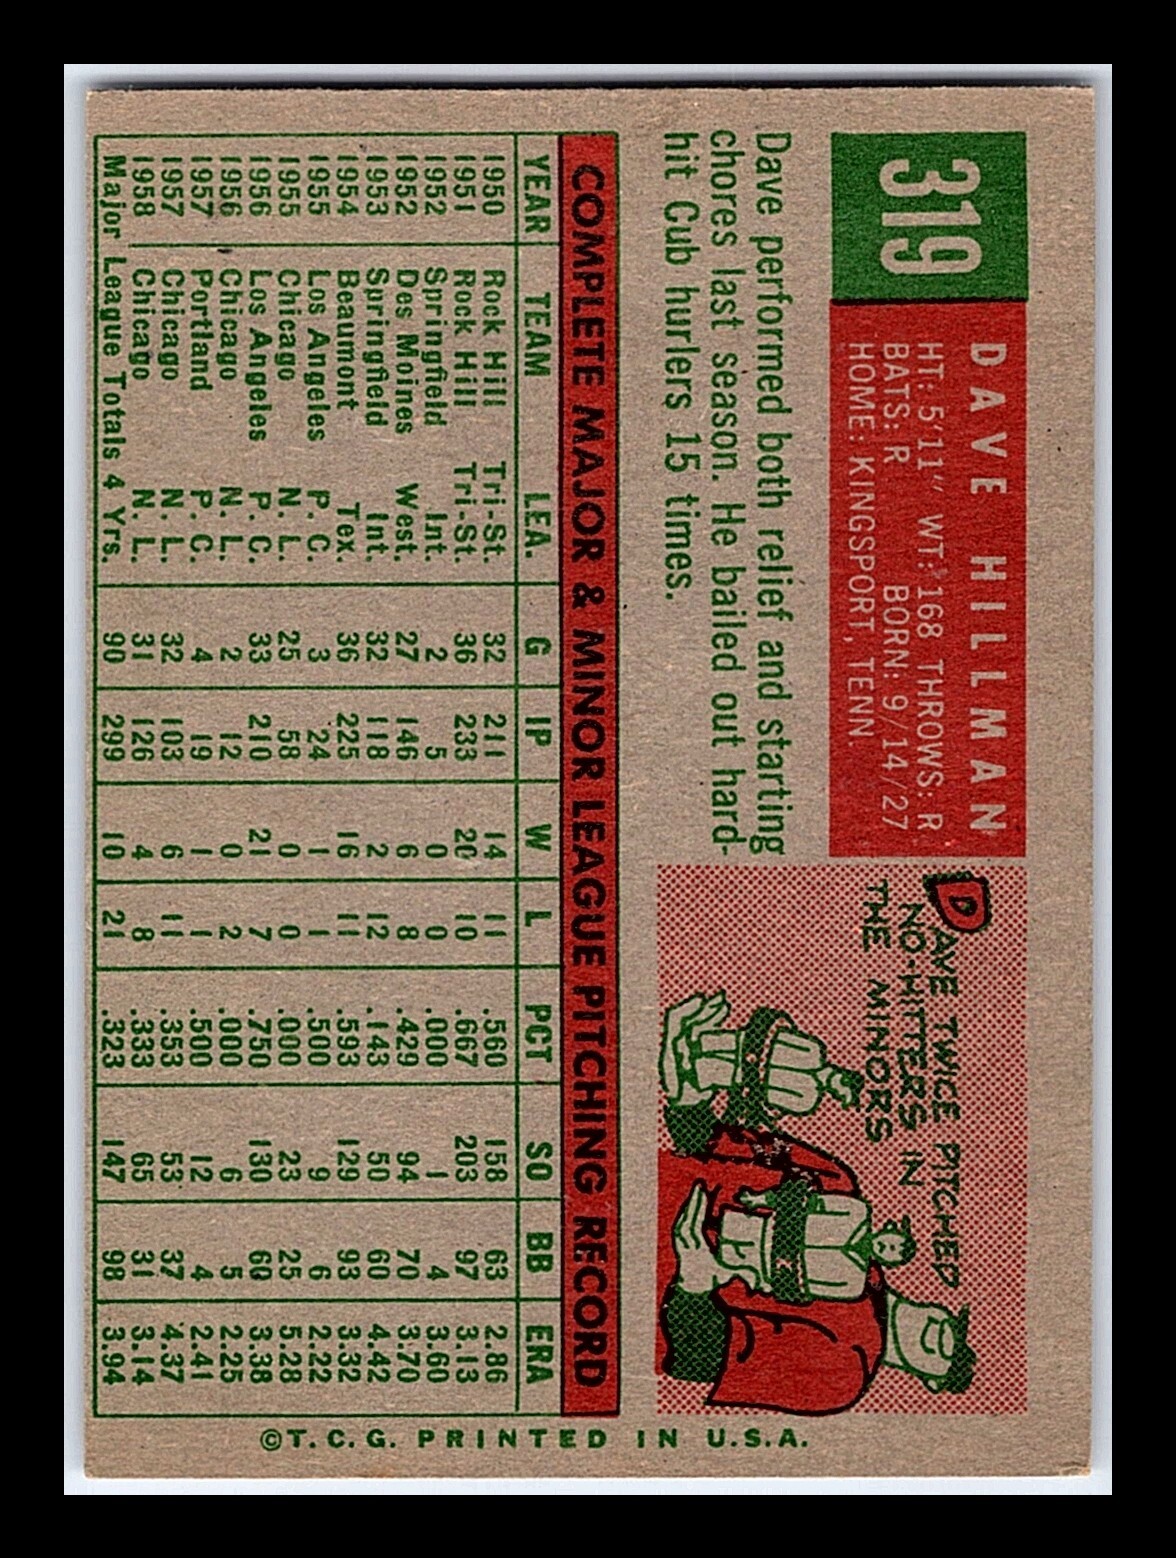 319
DAVE HILLMAN
HT: 5'11" WT: 168 THROWS: R
BATS: R BORN: 9/14/27
HOME: KINGSPORT, TENN.
Dave performed both relief and starting
chores last season. He bailed out hard-
hit Cub hurlers 15 times.
DAVE TWICE PITCHED
NO-HITTERS IN
THE MINORS
COMPLETE MAJOR & MINOR LEAGUE PITCHING RECORD
YEAR TEAM LEA. G IP W L PCT SO BB ERA
1950 Rock Hill Tri-St. 32 211 14 11 .560 158 63 2.86
1951 Rock Hill Tri-St. 36 233 20 10 .667 203 97 3.13
1952 Springfield Int. 2 5 0 0 .000 1 4 3.60
1952 Des Moines West. 27 146 6 8 .429 94 70 3.70
1953 Springfield Int. 32 118 2 12 .143 50 60 4.42
1954 Beaumont Tex. 36 225 16 11 .593 129 93 3.32
1955 Los Angeles P. C. 3 24 1 1 .500 9 6 2.22
1955 Chicago N. L. 25 58 0 0 .000 23 25 5.28
1956 Los Angeles P. C. 33 210 21 7 .750 130 60 3.38
1956 Chicago N. L. 2 12 0 2 .000 6 5 2.25
1957 Portland P. C. 4 19 1 1 .500 12 4 2.41
1957 Chicago N. L. 32 103 6 11 .353 53 37 4.37
1958 Chicago N. L. 31 126 4 8 .333 65 31 3.14
Major League Totals 4 Yrs. 90 299 10 21 .323 147 98 3.94
©T.C.G. PRINTED IN U.S.A.